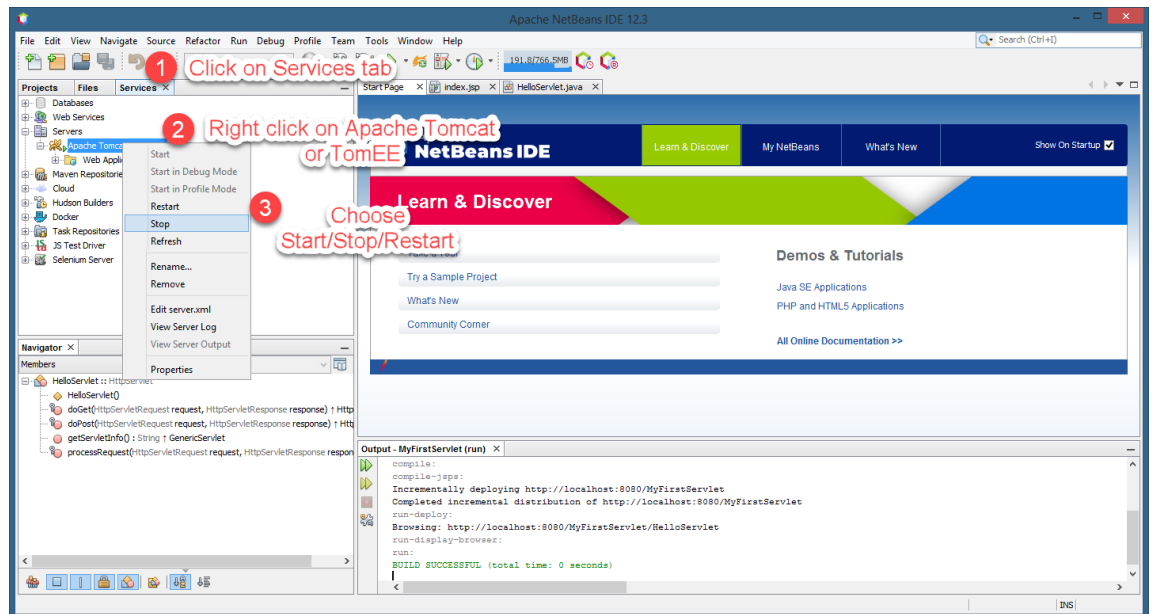 Apache NetBeans IDE 12.3
File Edit View Navigate Source Refactor Run Debug Profile Team Tools Window Help
Search (Ctrl+I)
191.8/766.5MB
1 Click on Services tab
Projects Files Services
Start Page index.jsp HelloServlet.java
Databases
Web Services
Servers
Apache Tomca
Web Appli
Maven Repositorie
Cloud
Hudson Builders
Docker
Task Repositories
JS Test Driver
Selenium Server
2 Right click on Apache Tomcat
or TomEE
Start
Start in Debug Mode
Start in Profile Mode
Restart
Stop
Refresh
Rename...
Remove
Edit server.xml
View Server Log
View Server Output
Properties
3 Choose
Start/Stop/Restart
NetBeans IDE
Learn & Discover
My NetBeans
What's New
Show On Startup
Learn & Discover
Try a Sample Project
What's New
Community Corner
Demos & Tutorials
Java SE Applications
PHP and HTML5 Applications
All Online Documentation >>
Navigator
Members
HelloServlet :: HttpServlet
HelloServlet()
doGet(HttpServletRequest request, HttpServletResponse response) ↑ Http
doPost(HttpServletRequest request, HttpServletResponse response) ↑ Htt
getServletInfo() : String ↑ GenericServlet
processRequest(HttpServletRequest request, HttpServletResponse respon
Output - MyFirstServlet (run)
compile:
compile-jsps:
Incrementally deploying http://localhost:8080/MyFirstServlet
Completed incremental distribution of http://localhost:8080/MyFirstServlet
run-deploy:
Browsing: http://localhost:8080/MyFirstServlet/HelloServlet
run-display-browser:
run:
BUILD SUCCESSFUL (total time: 0 seconds)
INS